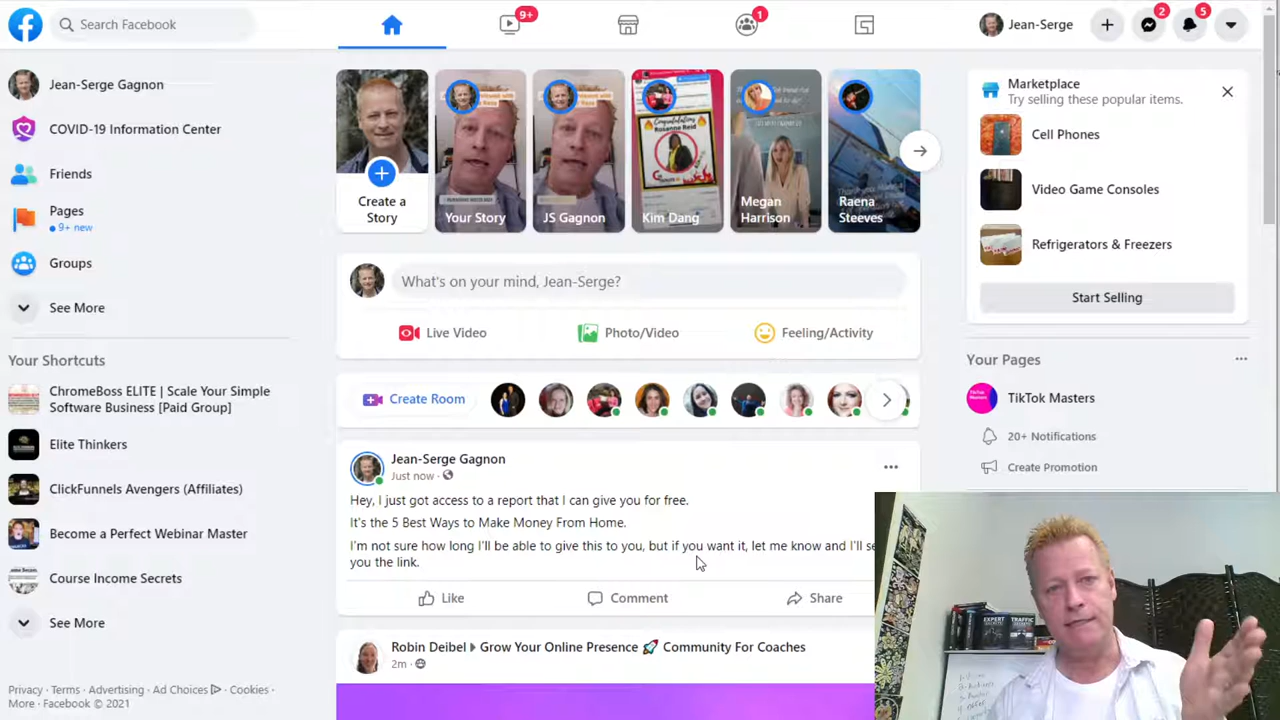 Search Facebook
9+
1
Jean-Serge
2
5
Jean-Serge Gagnon
COVID-19 Information Center
Friends
Pages
9+ new
Groups
See More
Your Shortcuts
ChromeBoss ELITE | Scale Your Simple
Software Business [Paid Group]
Elite Thinkers
ClickFunnels Avengers (Affiliates)
Become a Perfect Webinar Master
Course Income Secrets
See More
Privacy · Terms · Advertising · Ad Choices · Cookies ·
More · Facebook © 2021
Create a
Story
Your Story
JS Gagnon
Congratulations
Rosanne Reid
Kim Dang
Megan
Harrison
Raena
Steeves
What's on your mind, Jean-Serge?
Live Video
Photo/Video
Feeling/Activity
Create Room
Jean-Serge Gagnon
Just now ·
Hey, I just got access to a report that I can give you for free.
It's the 5 Best Ways to Make Money From Home.
I'm not sure how long I'll be able to give this to you, but if you want it, let me know and I'll se
you the link.
Like
Comment
Share
Robin Deibel Grow Your Online Presence 🚀 Community For Coaches
2m ·
Marketplace
Try selling these popular items.
Cell Phones
Video Game Consoles
Refrigerators & Freezers
Start Selling
Your Pages
TikTok Masters
20+ Notifications
Create Promotion
EXPERT
SECRETS
TRAFFIC
SECRETS